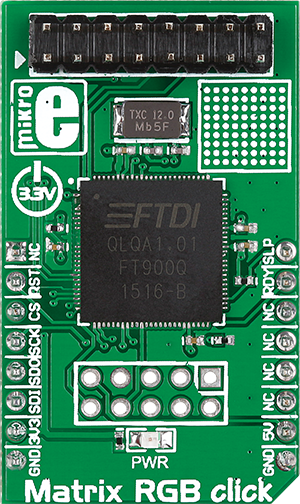 mikro
e
TXC 12.0
Mb5F
3.3V
FTDI
QLQA1.01
FT900Q
1516-B
NC
RST
CS
SCK
SDO
SDI
3V3
GND
SLP
RDY
NC
NC
NC
NC
5V
GND
PWR
Matrix RGB click